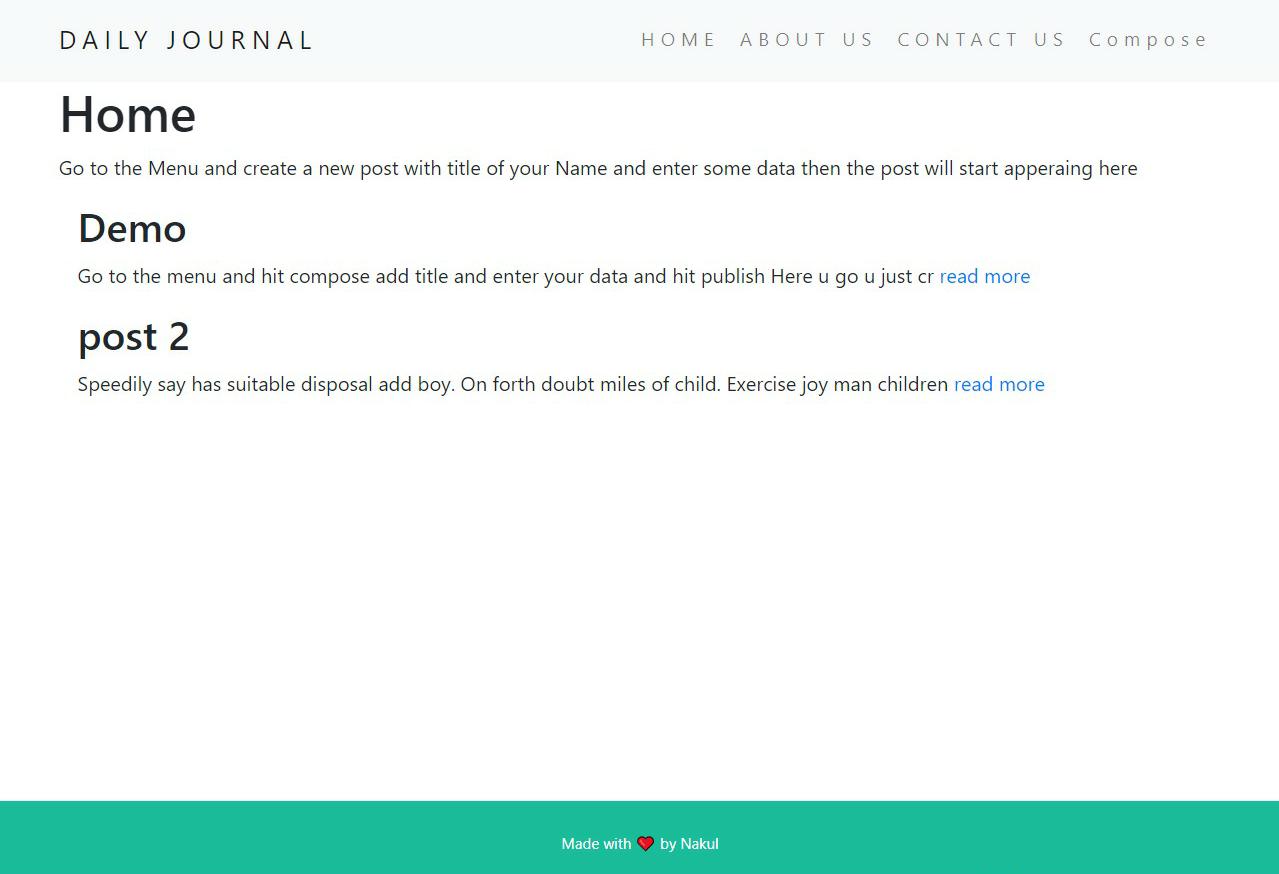 DAILY JOURNAL
HOME ABOUT US CONTACT US Compose
Home
Go to the Menu and create a new post with title of your Name and enter some data then the post will start apperaing here
Demo
Go to the menu and hit compose add title and enter your data and hit publish Here u go u just cr read more
post 2
Speedily say has suitable disposal add boy. On forth doubt miles of child. Exercise joy man children read more
Made with ❤ by Nakul